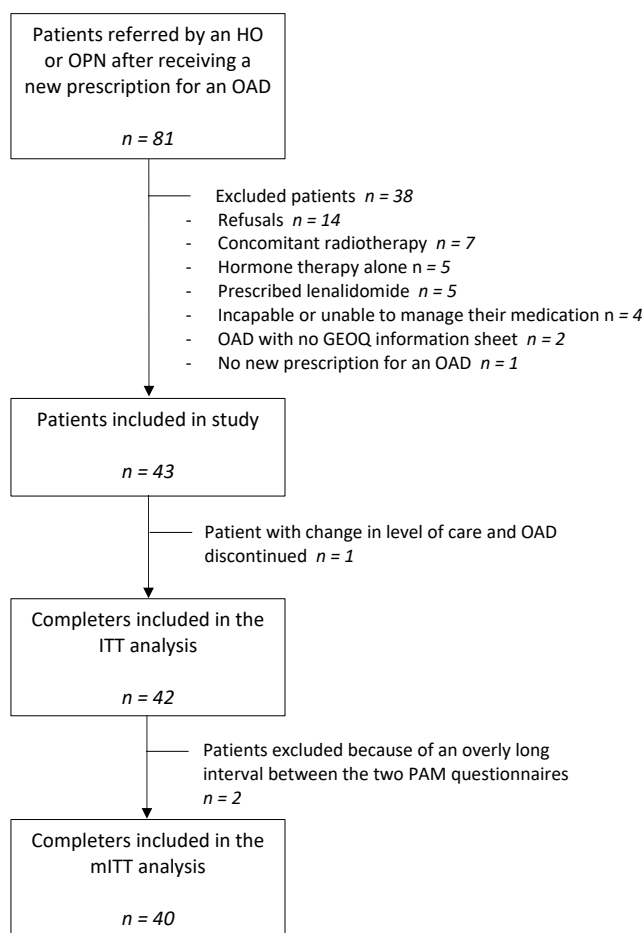 Patients referred by an HO
or OPN after receiving a
new prescription for an OAD
n = 81
Excluded patients n = 38
- Refusals n = 14
- Concomitant radiotherapy n = 7
- Hormone therapy alone n = 5
- Prescribed lenalidomide n = 5
- Incapable or unable to manage their medication n = 4
- OAD with no GEOQ information sheet n = 2
- No new prescription for an OAD n = 1
Patients included in study
n = 43
Patient with change in level of care and OAD
discontinued n = 1
Completers included in the
ITT analysis
n = 42
Patients excluded because of an overly long
interval between the two PAM questionnaires
n = 2
Completers included in the
mITT analysis
n = 40